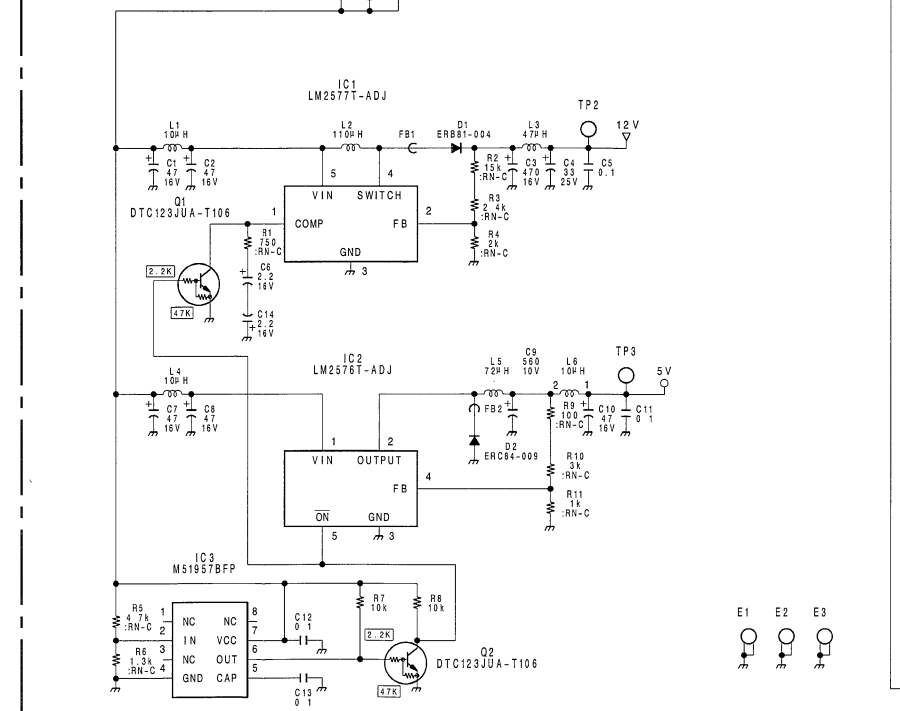 IC1
LM2577T-ADJ
TP2
12V
L1
10µH
L2
110µH
FB1
D1
ERB81-004
L3
47µH
C1
47
16V
C2
47
16V
R2
15k
:RN-C
C3
470
16V
C4
33
25V
C5
0.1
5
4
VIN
SWITCH
Q1
DTC123JUA-T106
1
COMP
FB
2
R3
2.4k
:RN-C
R1
750
:RN-C
GND
3
R4
2k
:RN-C
2.2K
C6
2.2
16V
47K
C14
2.2
16V
IC2
LM2576T-ADJ
TP3
5V
L4
10µH
L5
72µH
C9
560
10V
L6
10µH
2
1
C7
47
16V
C8
47
16V
FB2
R9
100
:RN-C
C10
47
16V
C11
0 1
D2
ERC84-009
1
2
VIN
OUTPUT
4
FB
R10
3k
:RN-C
R11
1k
:RN-C
ON
GND
5
3
IC3
M51957BFP
R5
4.7k
:RN-C
1
NC
NC
8
2
IN
VCC
7
C12
0 1
R7
10k
R8
10k
R6
1.3k
:RN-C
3
NC
OUT
6
2.2K
Q2
DTC123JUA-T106
4
GND
CAP
5
C13
0 1
47K
E1
E2
E3